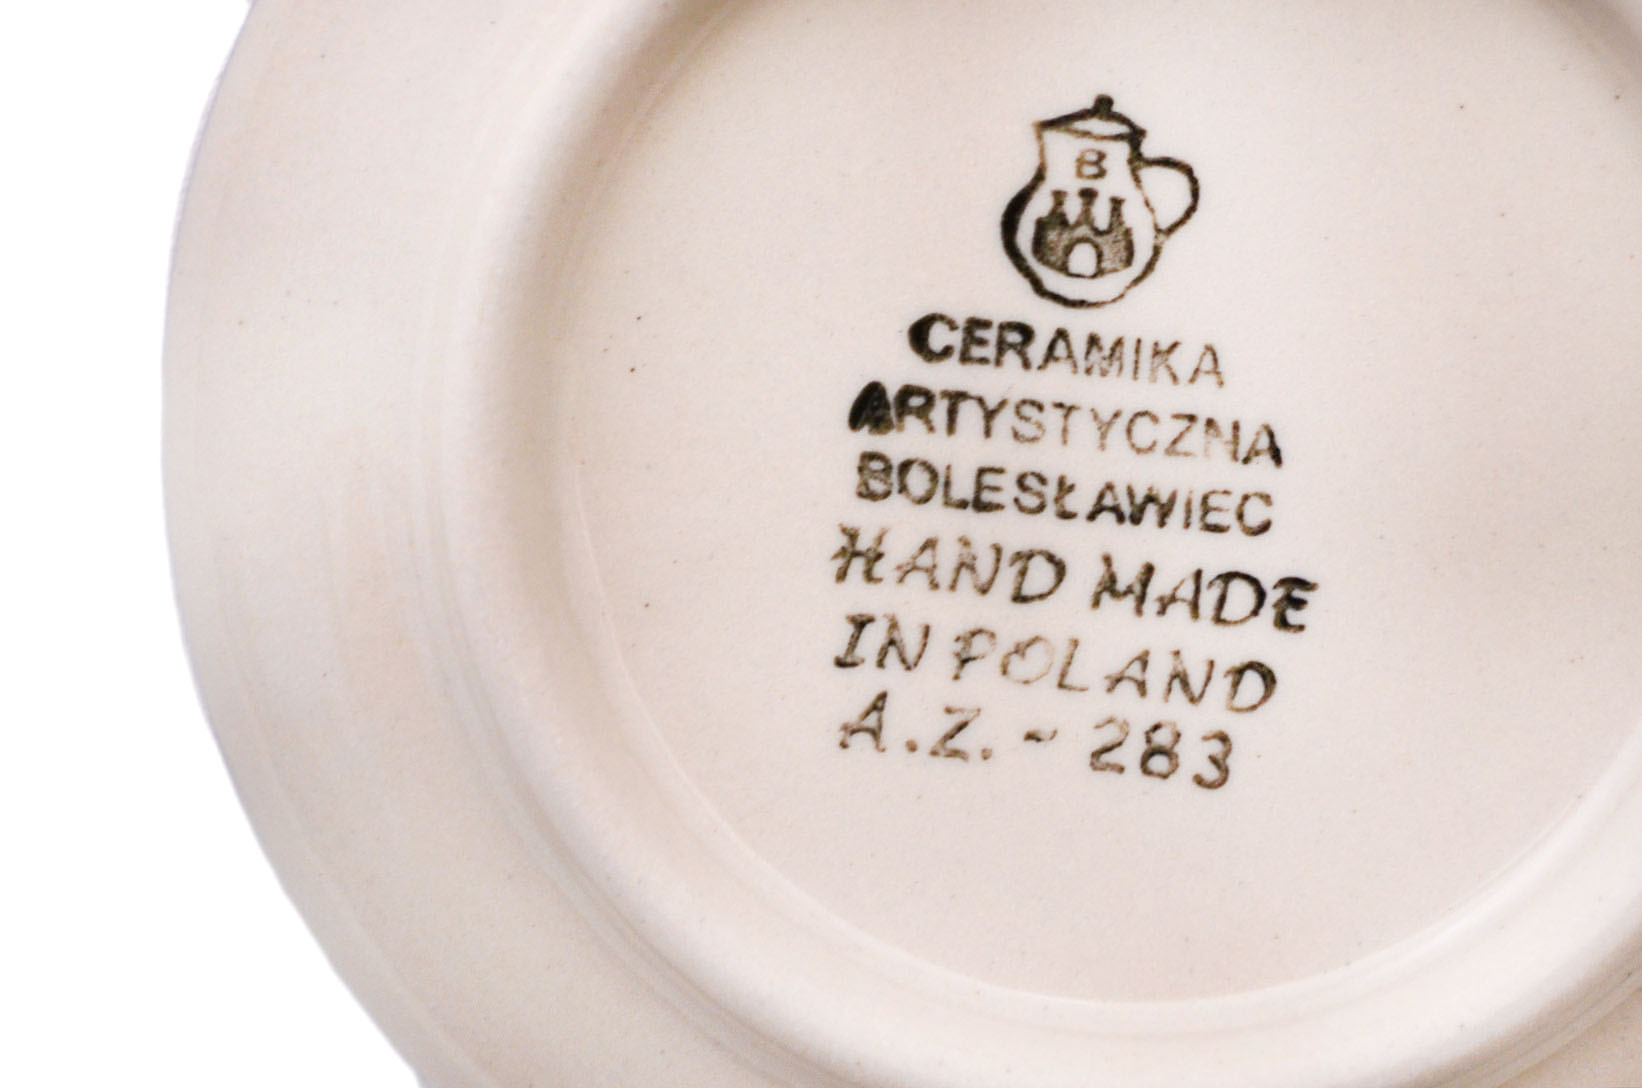 B
CERAMIKA
ARTYSTYCZNA
BOLESŁAWIEC
HAND MADE
IN POLAND
A.Z. - 283